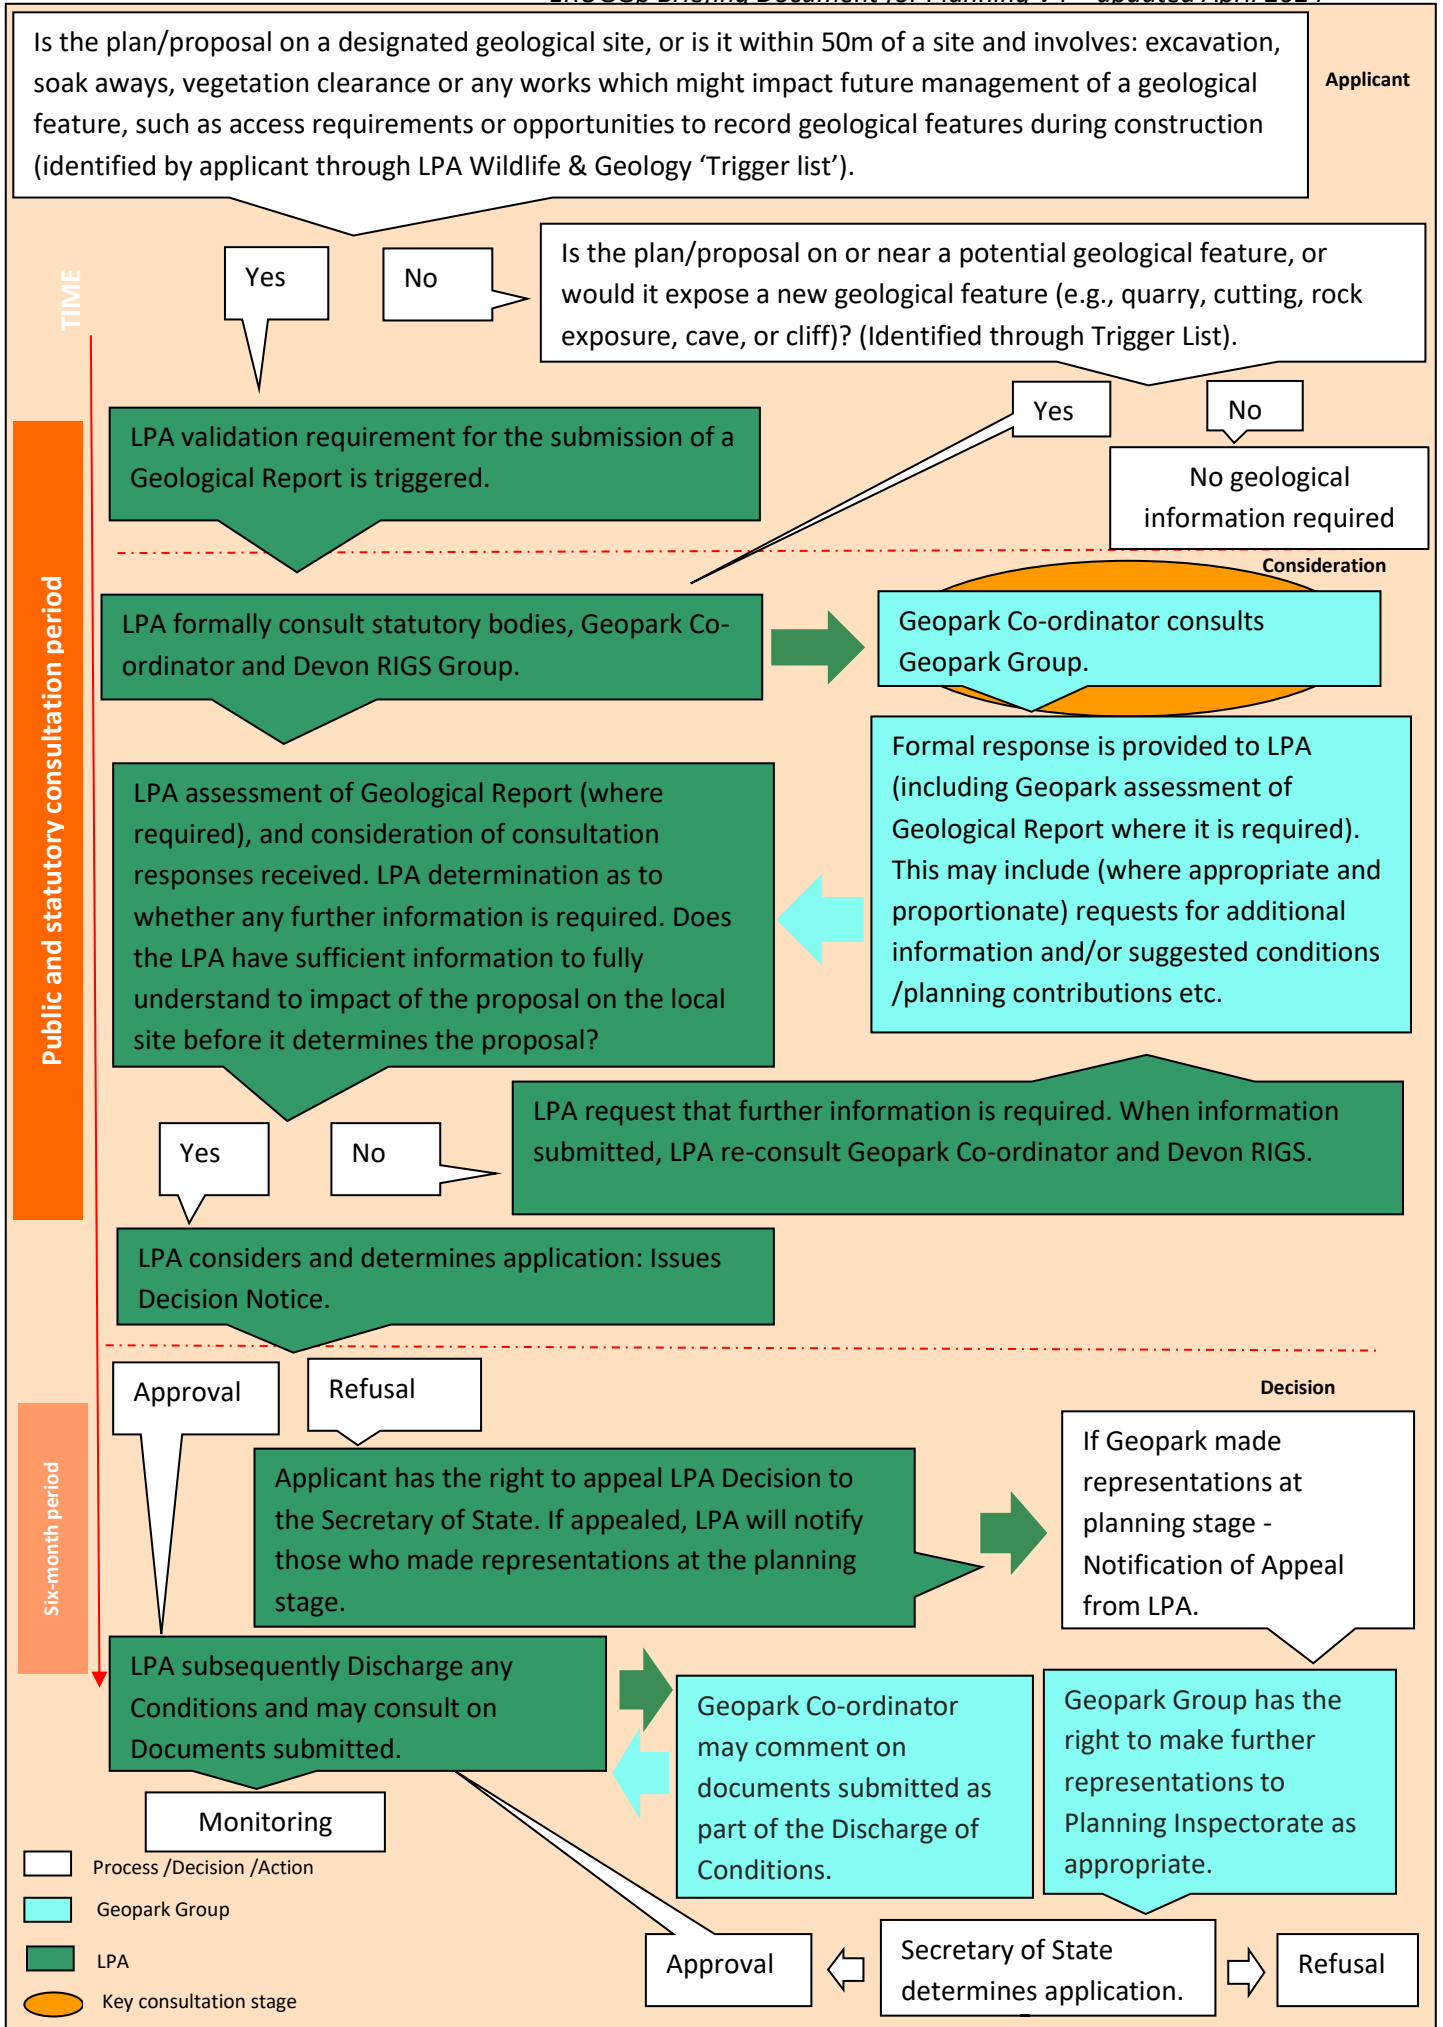 Briefing Document for Planning V4 – updated April 2024
Is the plan/proposal on a designated geological site, or is it within 50m of a site and involves: excavation,
soak aways, vegetation clearance or any works which might impact future management of a geological
feature, such as access requirements or opportunities to record geological features during construction
(identified by applicant through LPA Wildlife & Geology ‘Trigger list’).
Applicant
Yes
No
Is the plan/proposal on or near a potential geological feature, or
would it expose a new geological feature (e.g., quarry, cutting, rock
exposure, cave, or cliff)? (Identified through Trigger List).
TIME
Yes
No
LPA validation requirement for the submission of a
Geological Report is triggered.
No geological
information required
Consideration
Public and statutory consultation period
LPA formally consult statutory bodies, Geopark Co-
ordinator and Devon RIGS Group.
Geopark Co-ordinator consults
Geopark Group.
Formal response is provided to LPA
(including Geopark assessment of
Geological Report where it is required).
This may include (where appropriate and
proportionate) requests for additional
information and/or suggested conditions
/planning contributions etc.
LPA assessment of Geological Report (where
required), and consideration of consultation
responses received. LPA determination as to
whether any further information is required. Does
the LPA have sufficient information to fully
understand to impact of the proposal on the local
site before it determines the proposal?
LPA request that further information is required. When information
submitted, LPA re-consult Geopark Co-ordinator and Devon RIGS.
Yes
No
LPA considers and determines application: Issues
Decision Notice.
Approval
Refusal
Decision
Six-month period
Applicant has the right to appeal LPA Decision to
the Secretary of State. If appealed, LPA will notify
those who made representations at the planning
stage.
If Geopark made
representations at
planning stage -
Notification of Appeal
from LPA.
LPA subsequently Discharge any
Conditions and may consult on
Documents submitted.
Geopark Co-ordinator
may comment on
documents submitted as
part of the Discharge of
Conditions.
Geopark Group has the
right to make further
representations to
Planning Inspectorate as
appropriate.
Monitoring
Process /Decision /Action
Geopark Group
LPA
Key consultation stage
Approval
Secretary of State
determines application.
Refusal